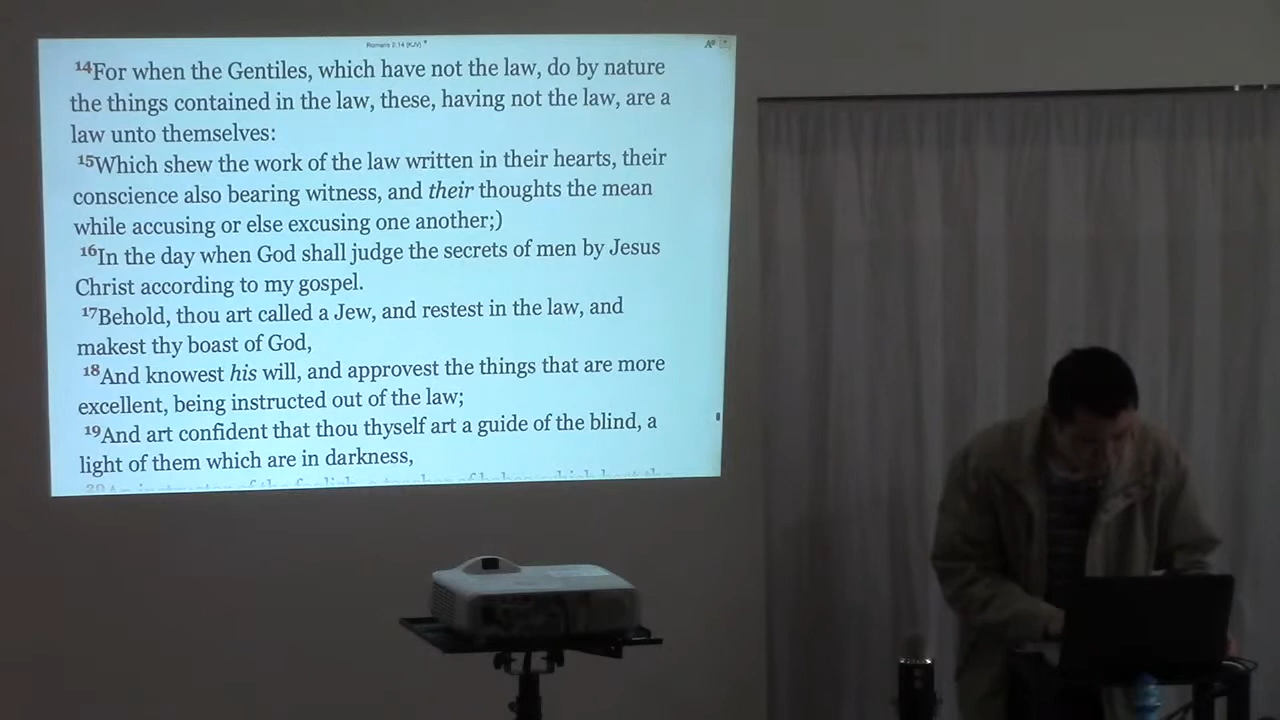 Romans 2:14 (KJV)
14For when the Gentiles, which have not the law, do by nature
the things contained in the law, these, having not the law, are a
law unto themselves:
15Which shew the work of the law written in their hearts, their
conscience also bearing witness, and their thoughts the mean
while accusing or else excusing one another;)
16In the day when God shall judge the secrets of men by Jesus
Christ according to my gospel.
17Behold, thou art called a Jew, and restest in the law, and
makest thy boast of God,
18And knowest his will, and approvest the things that are more
excellent, being instructed out of the law;
19And art confident that thou thyself art a guide of the blind, a
light of them which are in darkness,